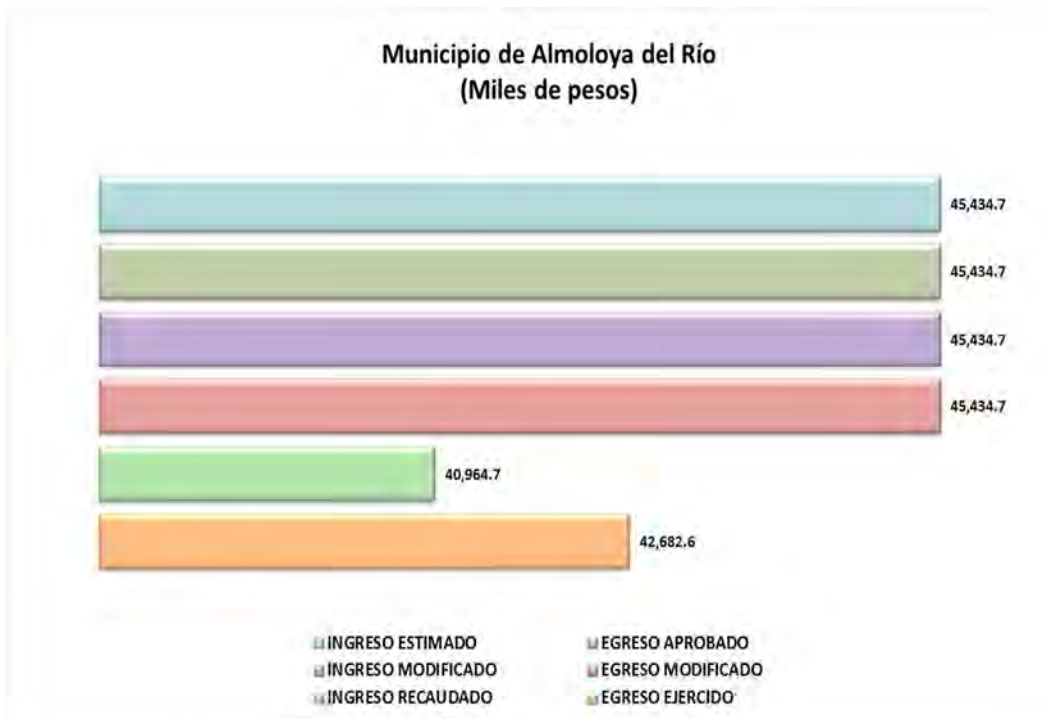 Municipio de Almoloya del Río
(Miles de pesos)
45,434.7
45,434.7
45,434.7
45,434.7
40,964.7
42,682.6
INGRESO ESTIMADO EGRESO APROBADO
INGRESO MODIFICADO EGRESO MODIFICADO
INGRESO RECAUDADO EGRESO EJERCIDO